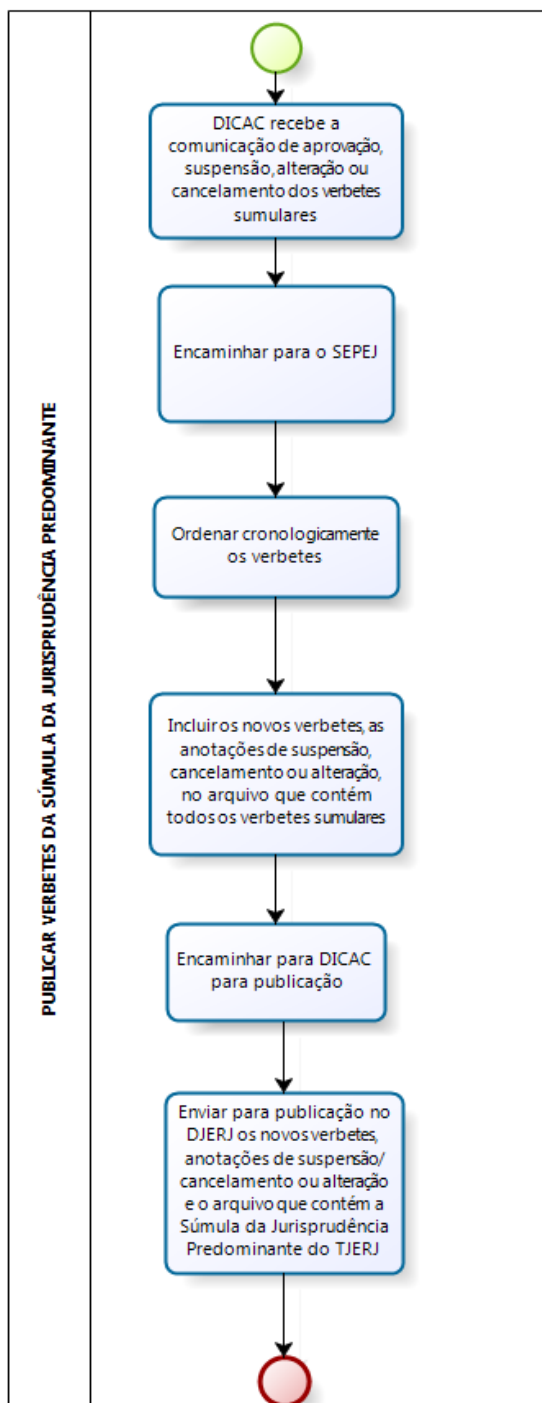 PUBLICAR VERBETES DA SÚMULA DA JURISPRUDÊNCIA PREDOMINANTE
DICAC recebe a
comunicação de aprovação,
suspensão, alteração ou
cancelamento dos verbetes
sumulares
Encaminhar para o SEPEJ
Ordenar cronologicamente
os verbetes
Incluir os novos verbetes, as
anotações de suspensão,
cancelamento ou alteração,
no arquivo que contém
todos os verbetes sumulares
Encaminhar para DICAC
para publicação
Enviar para publicação no
DJERJ os novos verbetes,
anotações de suspensão/
cancelamento ou alteração
e o arquivo que contém a
Súmula da Jurisprudência
Predominante do TJERJ